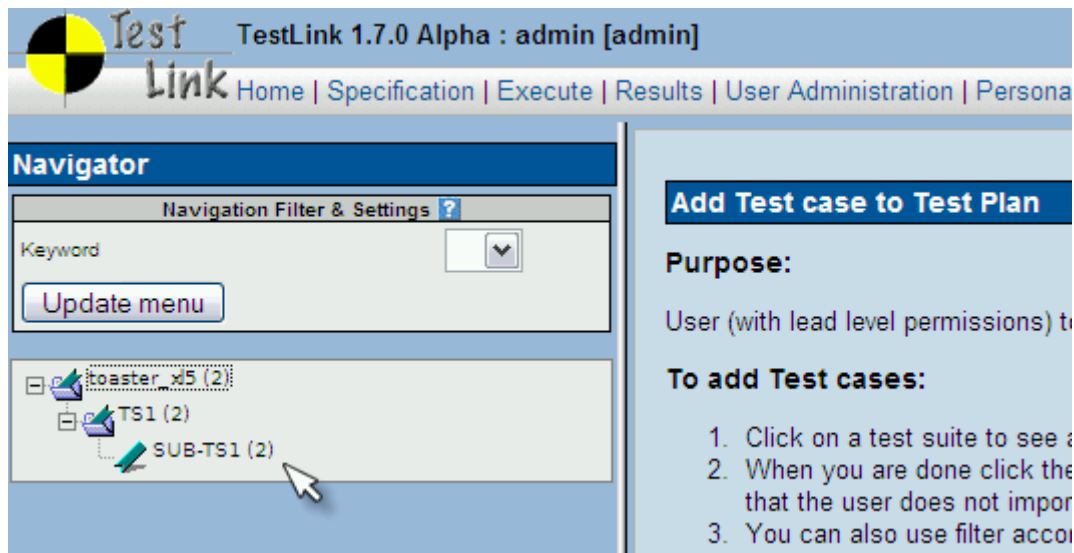 Test Link
TestLink 1.7.0 Alpha : admin [admin]
Home | Specification | Execute | Results | User Administration | Persona
Navigator
Navigation Filter & Settings ?
Keyword
Update menu
toaster_xl5 (2)
TS1 (2)
SUB-TS1 (2)
Add Test case to Test Plan
Purpose:
User (with lead level permissions) to
To add Test cases:
1. Click on a test suite to see a
2. When you are done click the
that the user does not impor
3. You can also use filter accor